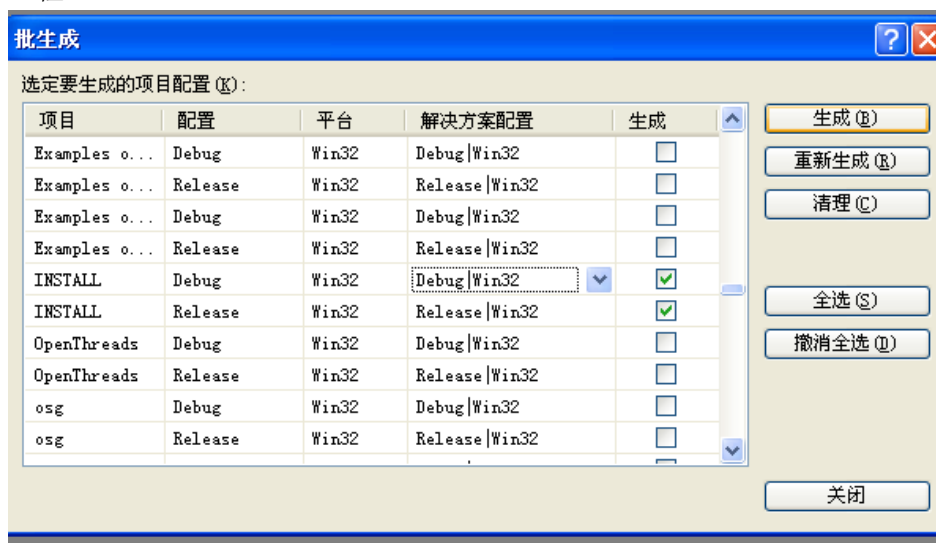 批生成
选定要生成的项目配置(K):
项目 配置 平台 解决方案配置 生成
Examples o... Debug Win32 Debug|Win32
Examples o... Release Win32 Release|Win32
Examples o... Debug Win32 Debug|Win32
Examples o... Release Win32 Release|Win32
INSTALL Debug Win32 Debug|Win32
INSTALL Release Win32 Release|Win32
OpenThreads Debug Win32 Debug|Win32
OpenThreads Release Win32 Release|Win32
osg Debug Win32 Debug|Win32
osg Release Win32 Release|Win32
生成(B)
重新生成(R)
清理(C)
全选(S)
撤消全选(D)
关闭